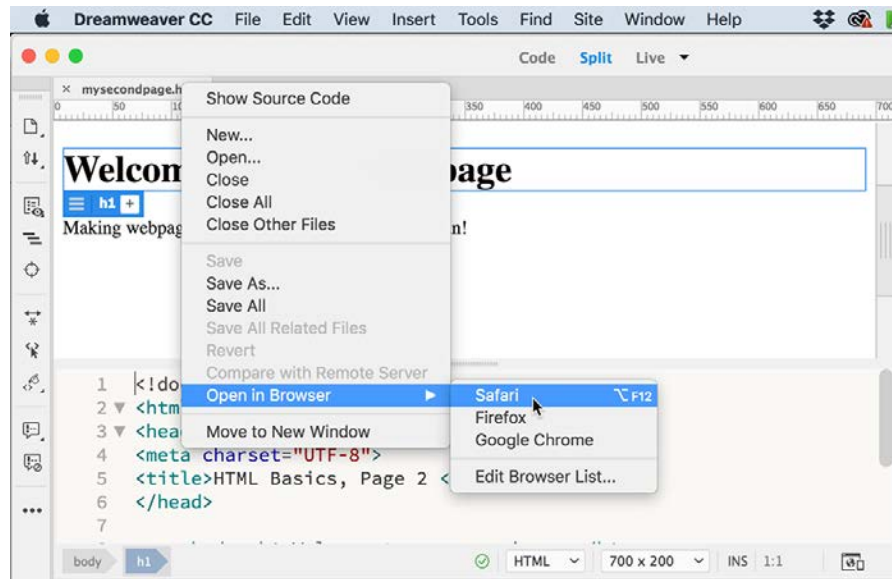 Dreamweaver CC File Edit View Insert Tools Find Site Window Help
Code Split Live
× mysecondpage.h
0 50 10 350 400 450 500 550 600 650 700
Show Source Code
New...
Open...
Close
Close All
Close Other Files
Save
Save As...
Save All
Save All Related Files
Revert
Compare with Remote Server
Open in Browser
Move to New Window
Safari ⌥F12
Firefox
Google Chrome
Edit Browser List...
Welcom page
h1 +
Making webpag n!
1 <!do
2 <htm
3 <hea
4 <meta charset="UTF-8">
5 <title>HTML Basics, Page 2 <
6 </head>
7
body h1 HTML 700 x 200 INS 1:1